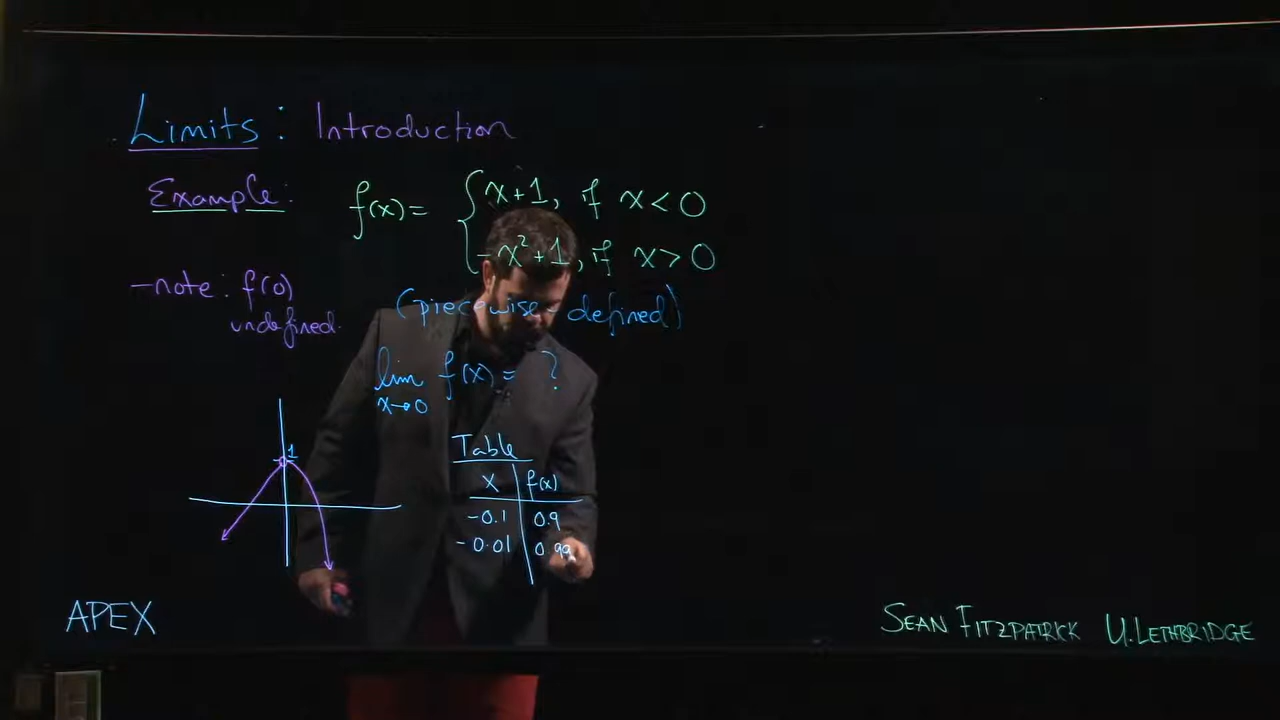 Limits: Introduction
Example: f(x) = { x+1, if x < 0
-x²+1, if x > 0
-note: f(0)
undefined.
(piecewise-defined)
lim f(x) = ?
x→0
Table
x | f(x)
-0.1 | 0.9
-0.01 | 0.99
1
APEX
SEAN FITZPATRICK U. LETHBRIDGE